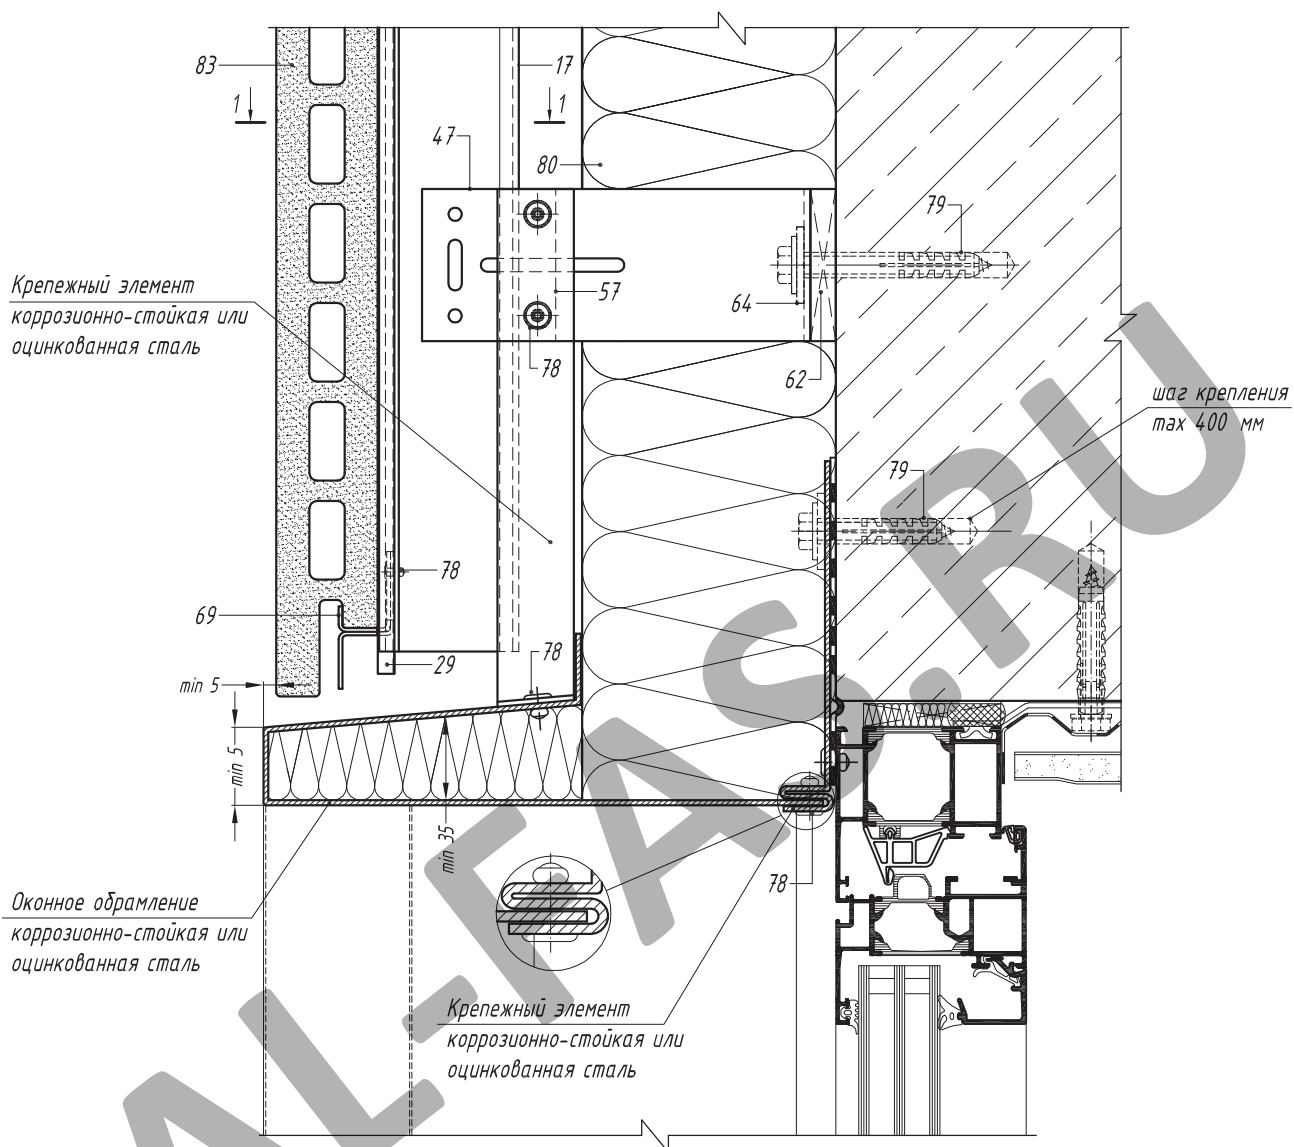 83
17
1
1
47
80
79
Крепежный элемент
коррозионно-стойкая или
оцинкованная сталь
57
64
78
62
шаг крепления
max 400 мм
79
78
69
78
29
min 5
min 5
min 35
78
Оконное обрамление
коррозионно-стойкая или
оцинкованная сталь
Крепежный элемент
коррозионно-стойкая или
оцинкованная сталь
AL-FAS.RU